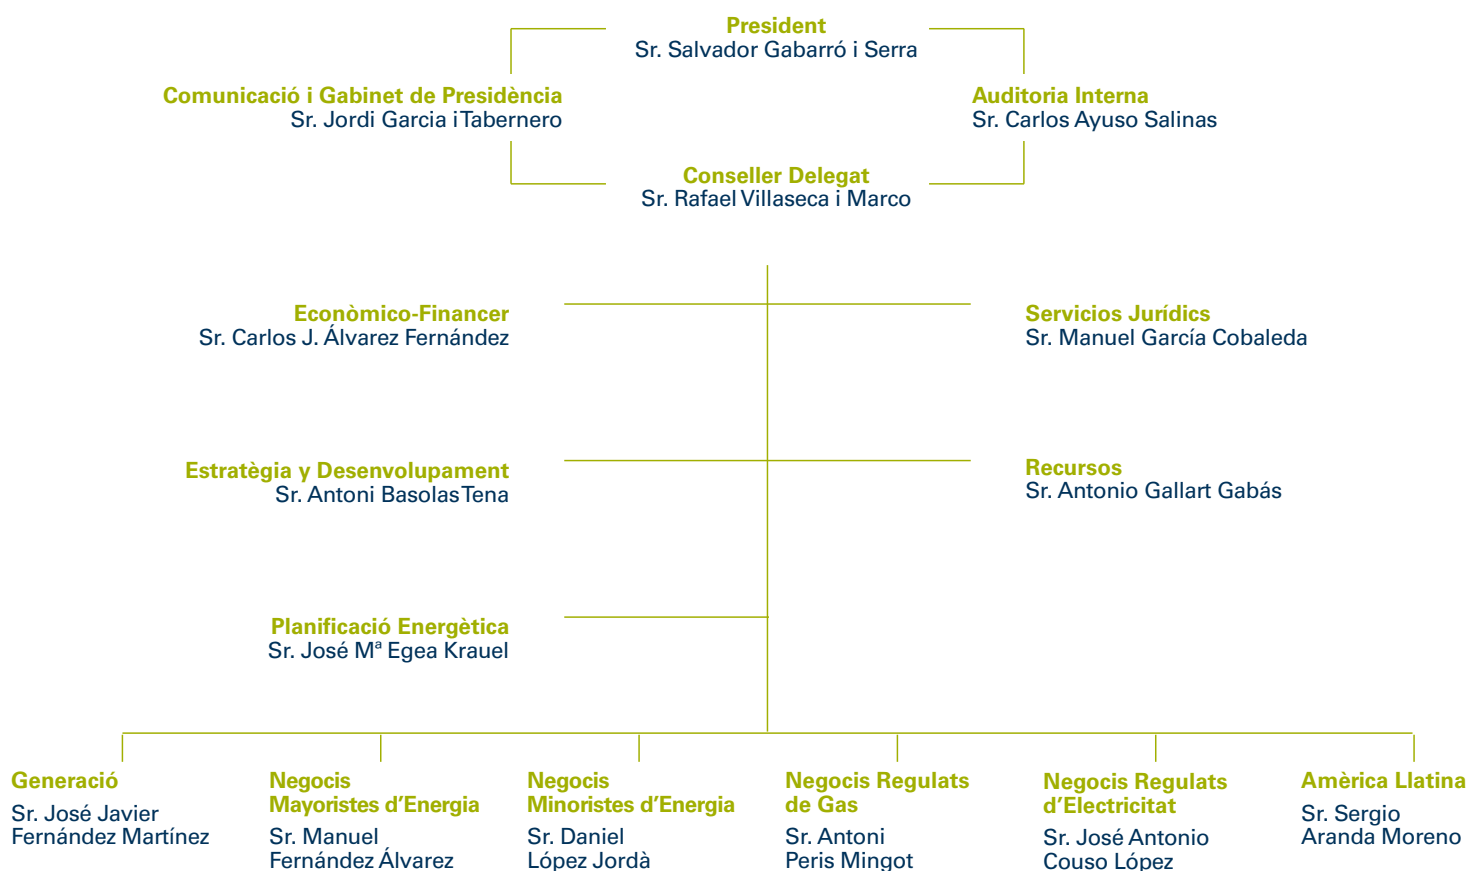 President
Sr. Salvador Gabarró i Serra
Comunicació i Gabinet de Presidència
Sr. Jordi Garcia i Tabernero
Auditoria Interna
Sr. Carlos Ayuso Salinas
Conseller Delegat
Sr. Rafael Villaseca i Marco
Econòmico-Financer
Sr. Carlos J. Álvarez Fernández
Servicios Jurídics
Sr. Manuel García Cobaleda
Estratègia y Desenvolupament
Sr. Antoni Basolas Tena
Recursos
Sr. Antonio Gallart Gabás
Planificació Energètica
Sr. José Mª Egea Krauel
Generació
Sr. José Javier
Fernández Martínez
Negocis
Mayoristes d’Energia
Sr. Manuel
Fernández Álvarez
Negocis
Minoristes d’Energia
Sr. Daniel
López Jordà
Negocis Regulats
de Gas
Sr. Antoni
Peris Mingot
Negocis Regulats
d’Electricitat
Sr. José Antonio
Couso López
Amèrica Llatina
Sr. Sergio
Aranda Moreno